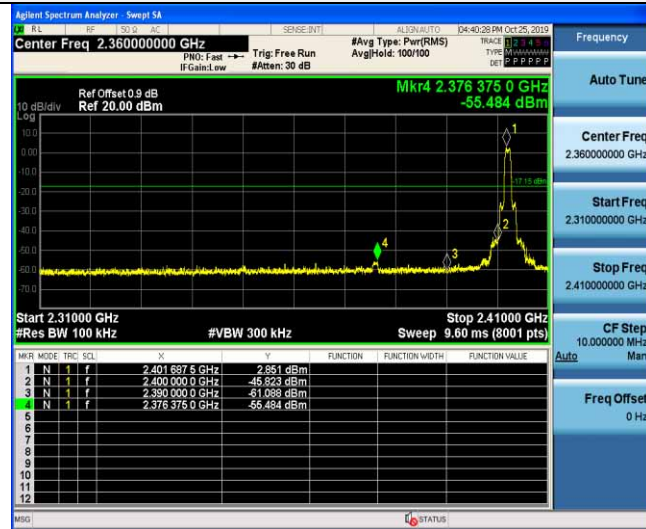 Agilent Spectrum Analyzer - Swept SA
RL RF 50 Ω AC SENSE:INT ALIGNAUTO 04:40:28 PM Oct 25, 2019
Center Freq 2.360000000 GHz
PNO: Fast
IFGain:Low
Trig: Free Run
#Atten: 30 dB
#Avg Type: Pwr(RMS)
Avg|Hold: 100/100
TRACE 1 2 3 4 5 6
TYPE
DET P P P P P P
Mkr4 2.376 375 0 GHz
-55.484 dBm
Ref Offset 0.9 dB
10 dB/div Ref 20.00 dBm
Log
10.0
0.00
-10.0
-20.0
-30.0
-40.0
-50.0
-60.0
-70.0
1
-17.15 dBm
2
4
3
Start 2.31000 GHz Stop 2.41000 GHz
#Res BW 100 kHz #VBW 300 kHz Sweep 9.60 ms (8001 pts)
MKR MODE TRC SCL X Y FUNCTION FUNCTION WIDTH FUNCTION VALUE
1 N 1 f 2.401 687 5 GHz 2.851 dBm
2 N 1 f 2.400 000 0 GHz -45.823 dBm
3 N 1 f 2.390 000 0 GHz -61.088 dBm
4 N 1 f 2.376 375 0 GHz -55.484 dBm
5
6
7
8
9
10
11
12
MSG STATUS
Frequency
Auto Tune
Center Freq
2.360000000 GHz
Start Freq
2.310000000 GHz
Stop Freq
2.410000000 GHz
CF Step
10.000000 MHz
Auto Man
Freq Offset
0 Hz